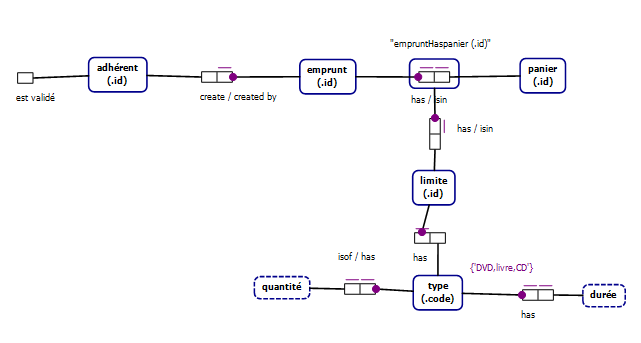 "empruntHaspanier (.id)"
adhérent
(.id)
emprunt
(.id)
panier
(.id)
est validé
create / created by
has / isin
has / isin
limite
(.id)
isof / has
has
{'DVD,livre,CD'}
quantité
type
(.code)
durée
has